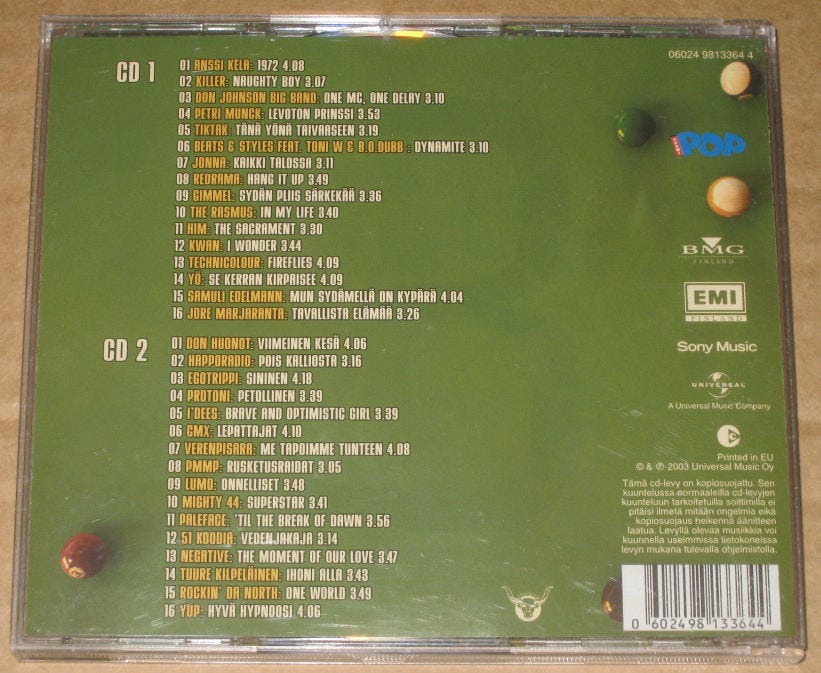 CD 1
01 ANSSI KELA: 1972 4.08
02 KILLER: NAUGHTY BOY 3.07
03 DON JOHNSON BIG BAND: ONE MC, ONE DELAY 3.10
04 PETRI MUNCK: LEVOTON PRINSSI 3.53
05 TIKTAK: TÄNÄ YÖNÄ TAIVAASEEN 3.19
06 BEATS & STYLES FEAT. TONI W & B.O.DUBB : DYNAMITE 3.10
07 JONNA: KAIKKI TALOSSA 3.11
08 REDRAMA: HANG IT UP 3.49
09 GIMMEL: SYDÄN PLIIS SÄRKEKÄÄ 3.36
10 THE RASMUS: IN MY LIFE 3.40
11 HIM: THE SACRAMENT 3.30
12 KWAN: I WONDER 3.44
13 TECHNICOLOUR: FIREFLIES 4.09
14 YÖ: SE KERRAN KIRPAISEE 4.09
15 SAMULI EDELMANN: MUN SYDÄMELLÄ ON KYPÄRÄ 4.04
16 JORE MARJARANTA: TAVALLISTA ELÄMÄÄ 3.26
CD 2
01 DON HUONOT: VIIMEINEN KESÄ 4.06
02 HAPPORADIO: POIS KALLIOSTA 3.16
03 EGOTRIPPI: SININEN 4.18
04 PROTONI: PETOLLINEN 3.39
05 I'DEES: BRAVE AND OPTIMISTIC GIRL 3.39
06 CMX: LEPATTAJAT 4.10
07 VERENPISARA: ME TAPOIMME TUNTEEN 4.08
08 PMMP: RUSKETUSRAIDAT 3.05
09 LUMO: ONNELLISET 3.48
10 MIGHTY 44: SUPERSTAR 3.41
11 PALEFACE: 'TIL THE BREAK OF DAWN 3.56
12 51 KOODIA: VEDENJAKAJA 3.14
13 NEGATIVE: THE MOMENT OF OUR LOVE 3.47
14 TUURE KILPELÄINEN: IHONI ALLA 3.43
15 ROCKIN' DA NORTH: ONE WORLD 3.49
16 YUP: HYVÄ HYPNOOSI 4.06
06024 9813364 4
POP
BMG
FINLAND
EMI
FINLAND
Sony Music
UNIVERSAL
A Universal Music Company
Printed in EU
© & ℗ 2003 Universal Music Oy
Tämä cd-levy on kopiosuojattu. Sen
kuuntelussa normaaleilla cd-levyjen
kuunteluun tarkoitetuilla soittimilla ei
pitäisi ilmetä mitään ongelmia eikä
kopiosuojaus heikennä äänitteen
laatua. Levyllä olevaa musiikkia voi
kuunnella useimmissa tietokoneissa
levyn mukana tulevalla ohjelmistolla.
0 602498 133644